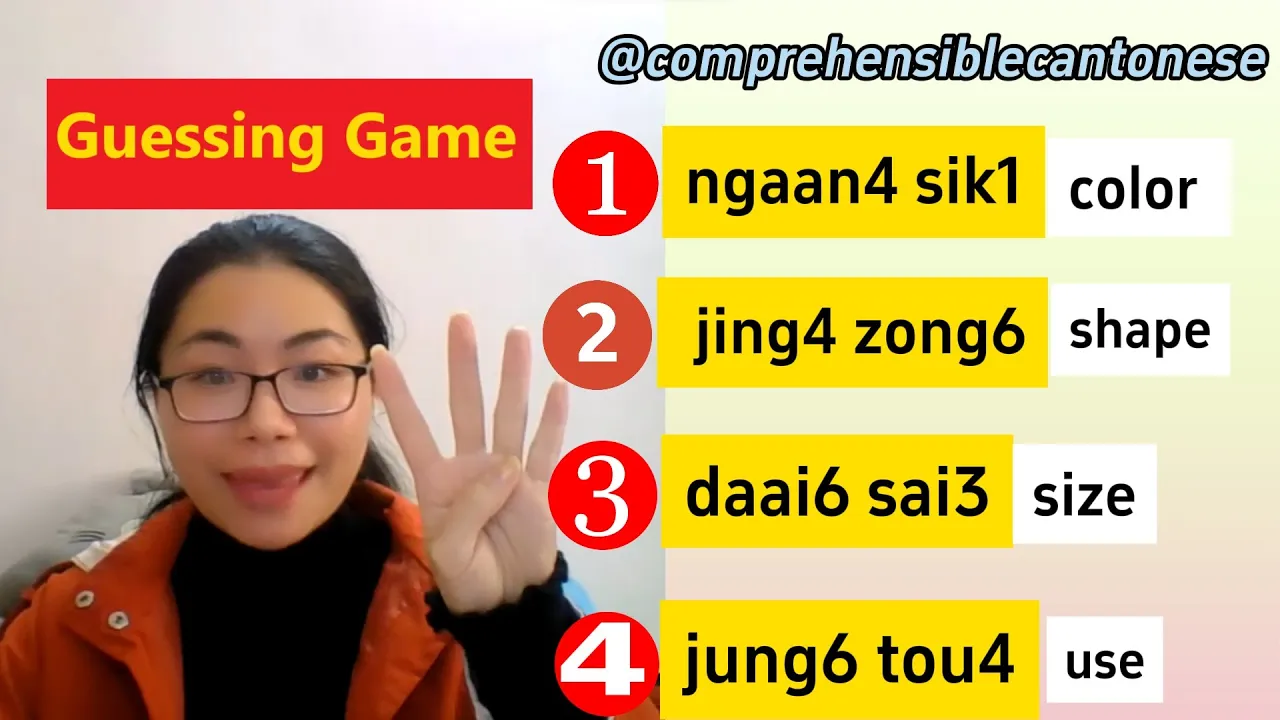 @comprehensiblecantonese
Guessing Game
1 ngaan4 sik1 color
2 jing4 zong6 shape
3 daai6 sai3 size
4 jung6 tou4 use